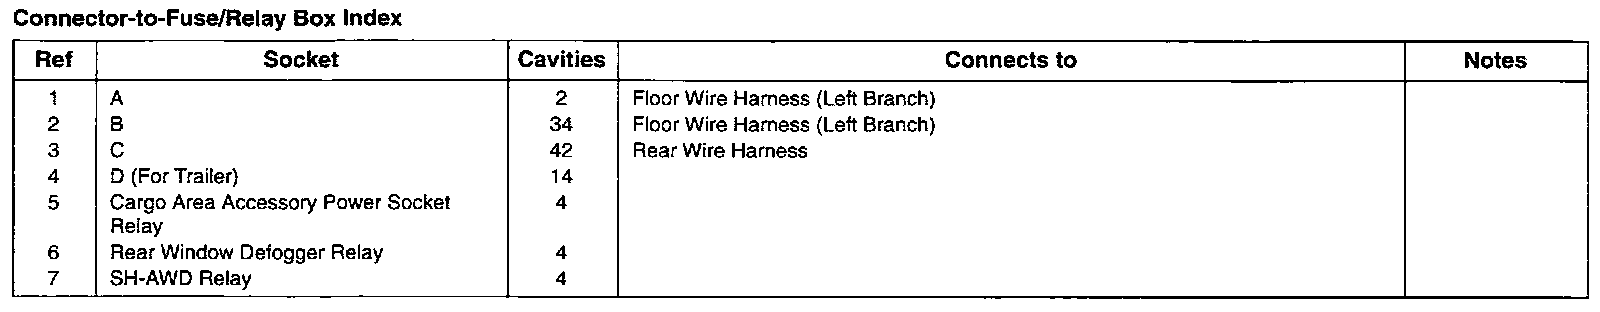 Connector-to-Fuse/Relay Box Index
Ref Socket Cavities Connects to Notes
1 A 2 Floor Wire Harness (Left Branch)
2 B 34 Floor Wire Harness (Left Branch)
3 C 42 Rear Wire Harness
4 D (For Trailer) 14
5 Cargo Area Accessory Power Socket 4
Relay
6 Rear Window Defogger Relay 4
7 SH-AWD Relay 4